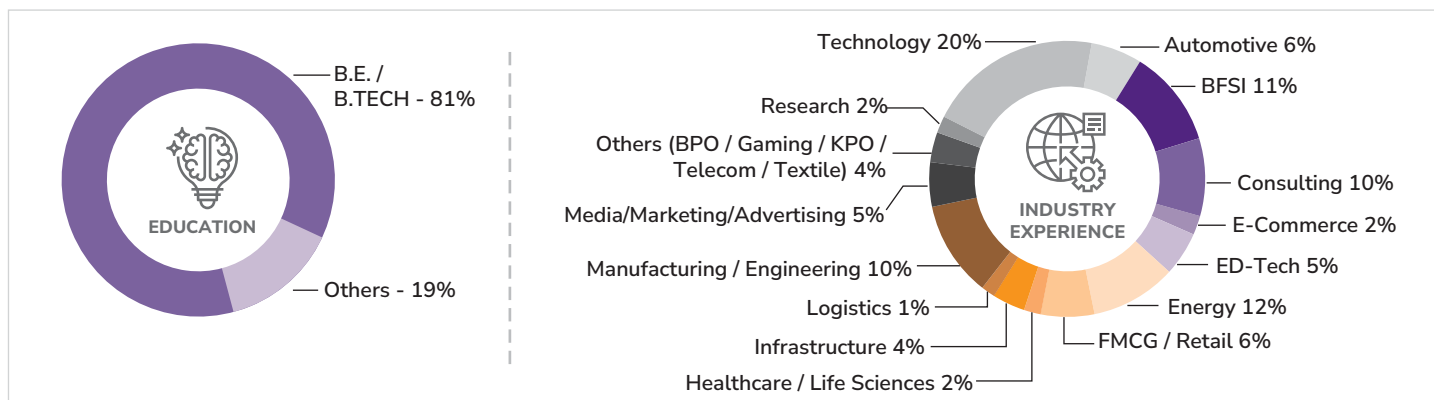 B.E. /
B.TECH - 81%
EDUCATION
Others - 19%
Technology 20%
Automotive 6%
BFSI 11%
Research 2%
Others (BPO / Gaming / KPO /
Telecom / Textile) 4%
Consulting 10%
INDUSTRY
EXPERIENCE
Media/Marketing/Advertising 5%
E-Commerce 2%
Manufacturing / Engineering 10%
ED-Tech 5%
Logistics 1%
Energy 12%
Infrastructure 4%
FMCG / Retail 6%
Healthcare / Life Sciences 2%